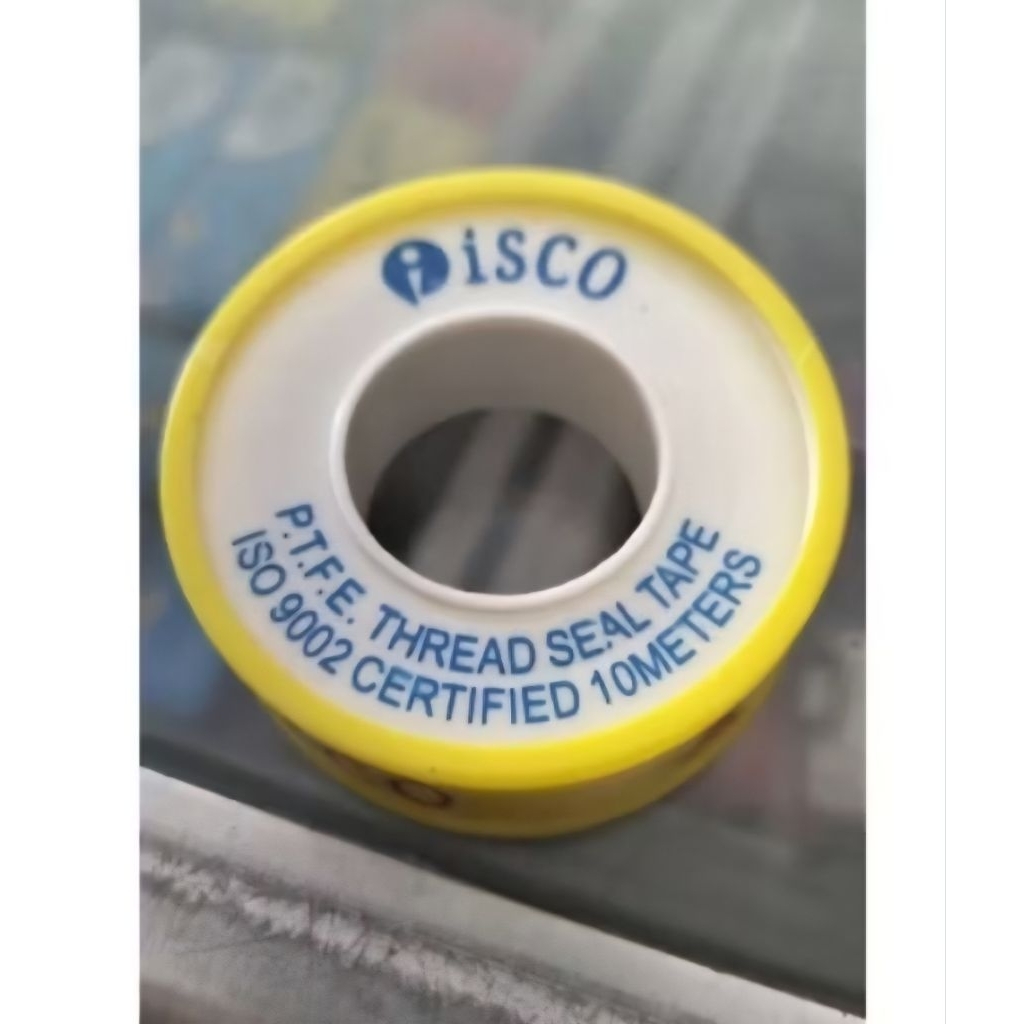 iSCO
P.T.F.E. THREAD SEAL TAPE
ISO 9002 CERTIFIED 10METERS